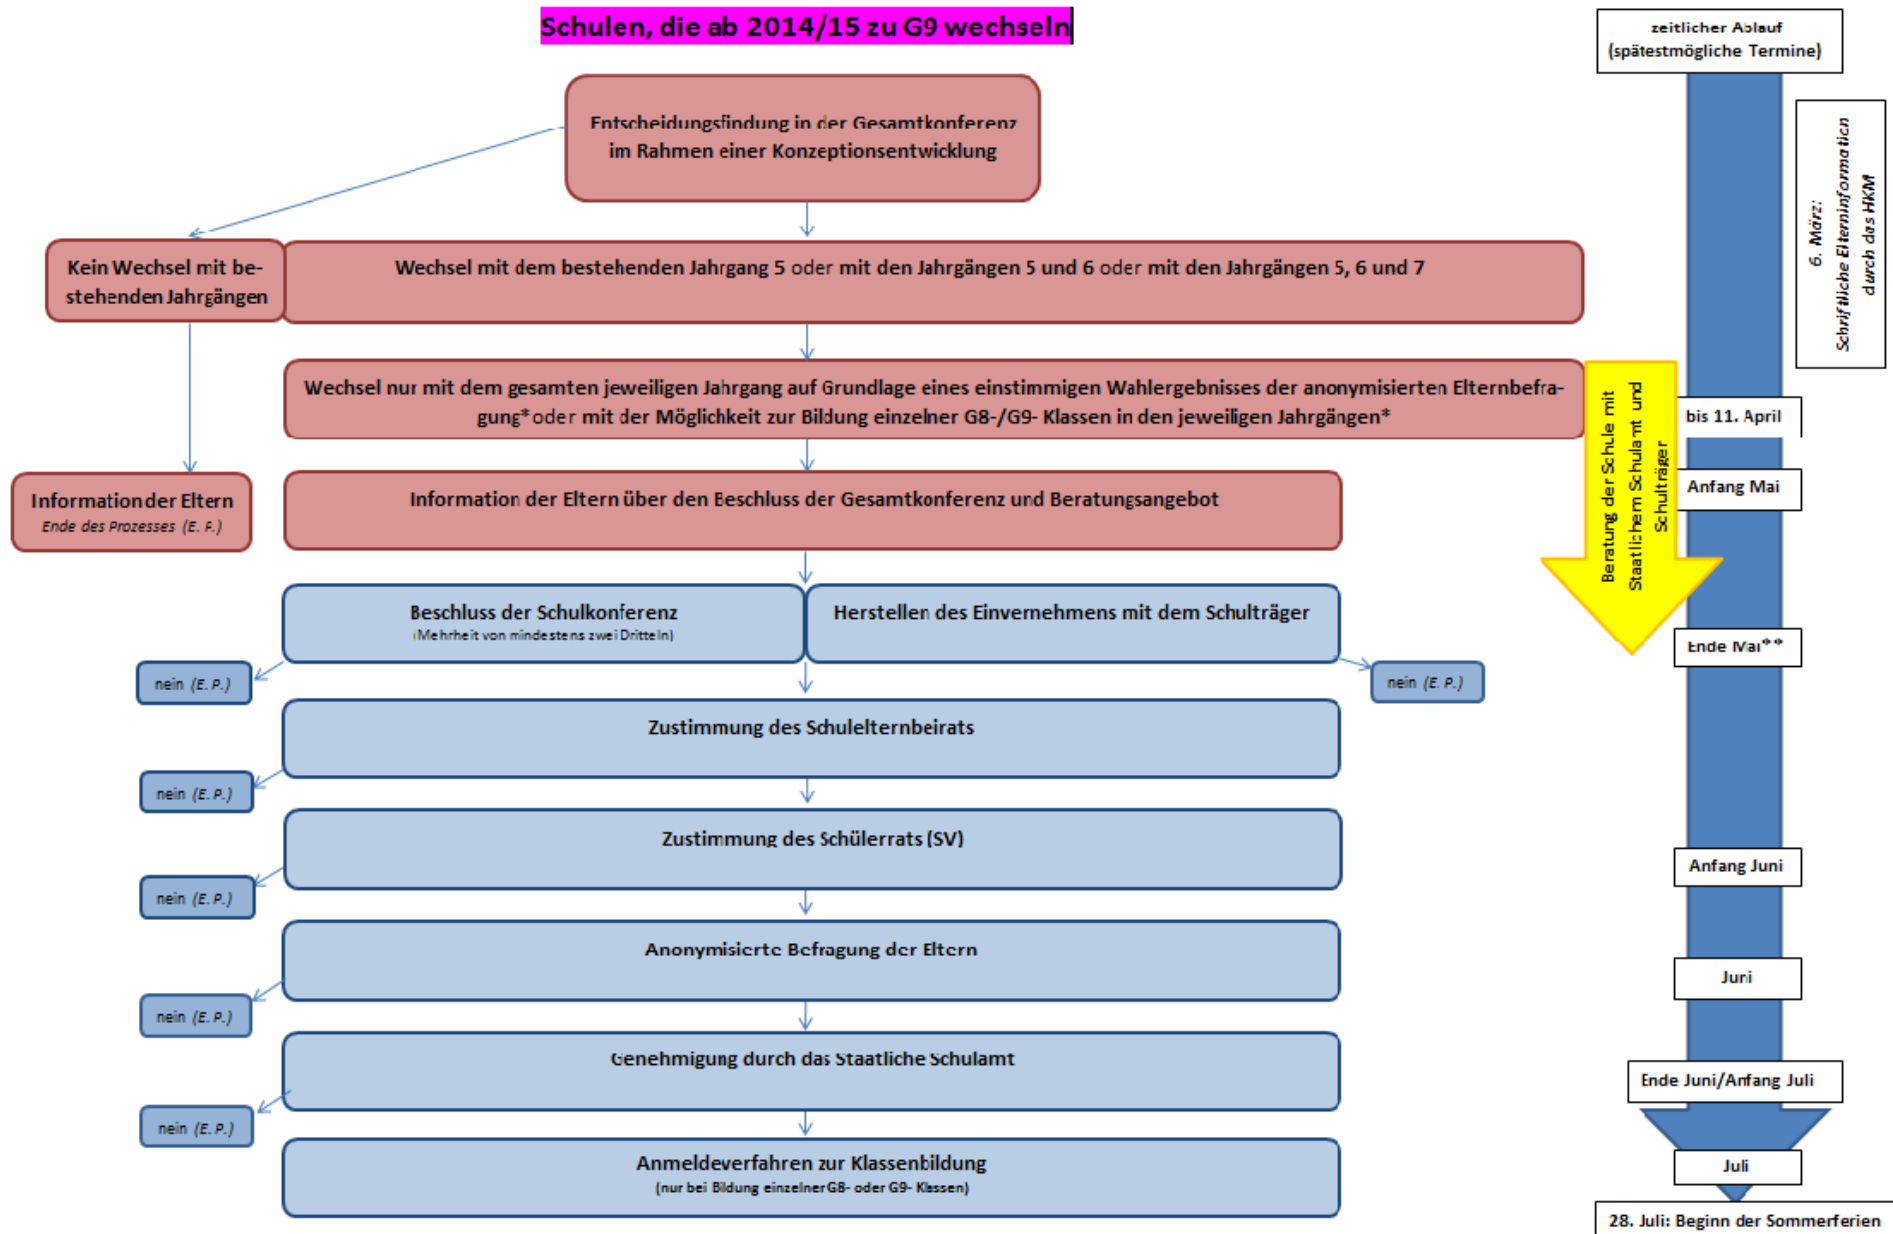 Schulen, die ab 2014/15 zu G9 wechseln
zeitlicher Ablauf
(spätestmögliche Termine)
Entscheidungsfindung in der Gesamtkonferenz
im Rahmen einer Konzeptionsentwicklung
6. März:
Schriftliche Elterninformation
durch das HKM
Kein Wechsel mit be-
stehenden Jahrgängen
Wechsel mit dem bestehenden Jahrgang 5 oder mit den Jahrgängen 5 und 6 oder mit den Jahrgängen 5, 6 und 7
Wechsel nur mit dem gesamten jeweiligen Jahrgang auf Grundlage eines einstimmigen Wahlergebnisses der anonymisierten Elternbefra-
gung* oder mit der Möglichkeit zur Bildung einzelner G8-/G9- Klassen in den jeweiligen Jahrgängen*
Beratung der Schule mit
Staatlichem Schulamt und
Schulträger
bis 11. April
Information der Eltern
Ende des Prozesses (E. P.)
Information der Eltern über den Beschluss der Gesamtkonferenz und Beratungsangebot
Anfang Mai
Beschluss der Schulkonferenz
(Mehrheit von mindestens zwei Dritteln)
Herstellen des Einvernehmens mit dem Schulträger
Ende Mai**
nein (E. P.)
nein (E. P.)
Zustimmung des Schulelternbeirats
nein (E. P.)
Zustimmung des Schülerrats (SV)
Anfang Juni
nein (E. P.)
Anonymisierte Befragung der Eltern
Juni
nein (E. P.)
Genehmigung durch das Staatliche Schulamt
Ende Juni/Anfang Juli
nein (E. P.)
Anmeldeverfahren zur Klassenbildung
(nur bei Bildung einzelner G8- oder G9- Klassen)
Juli
28. Juli: Beginn der Sommerferien